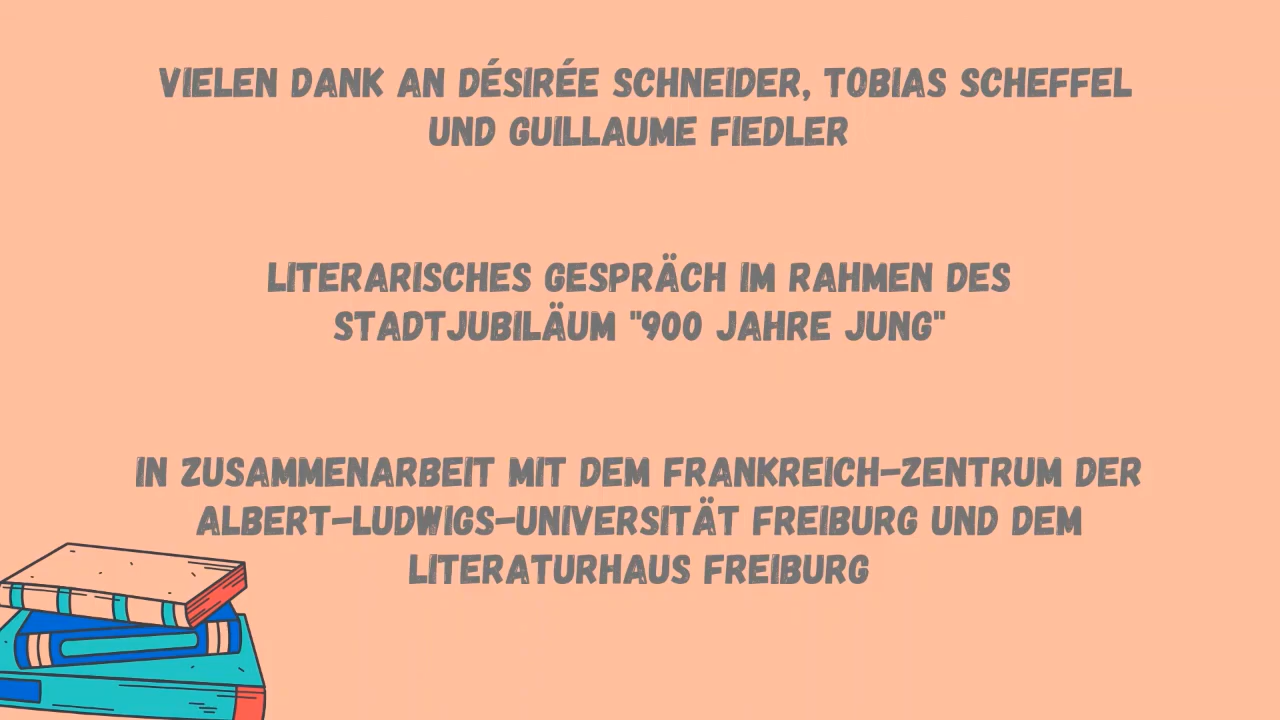 VIELEN DANK AN DÉSIRÉE SCHNEIDER, TOBIAS SCHEFFEL
UND GUILLAUME FIEDLER
LITERARISCHES GESPRÄCH IM RAHMEN DES
STADTJUBILÄUM "900 JAHRE JUNG"
IN ZUSAMMENARBEIT MIT DEM FRANKREICH-ZENTRUM DER
ALBERT-LUDWIGS-UNIVERSITÄT FREIBURG UND DEM
LITERATURHAUS FREIBURG